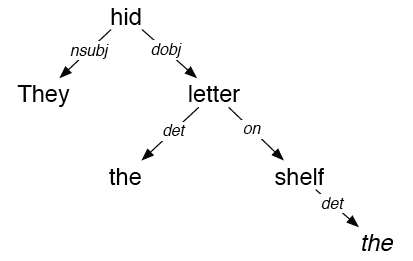 hid
nsubj dobj
They letter
det on
the shelf
det
the